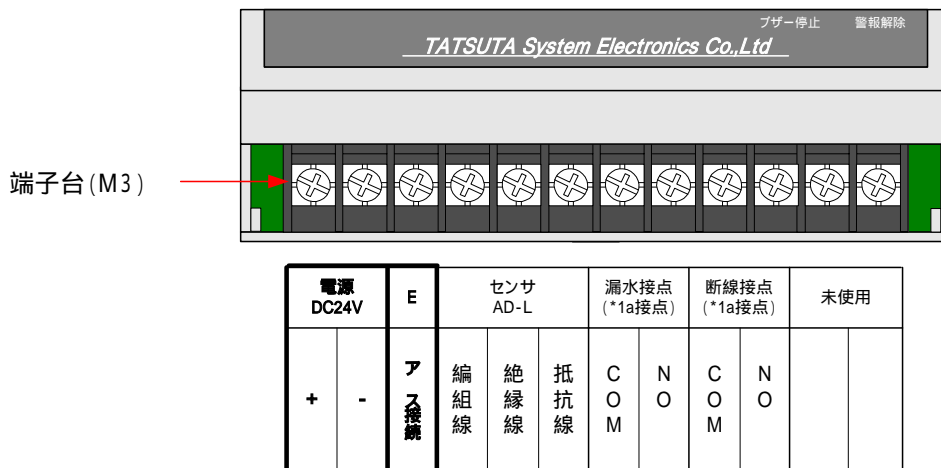 ブザー停止 警報解除
TATSUTA System Electronics Co.,Ltd
端子台(M3)
電源
DC24V
E
センサ
AD-L
漏水接点
(*1a接点)
断線接点
(*1a接点)
未使用
+
-
ア ス接続
編組線
絶縁線
抵抗線
COM
NO
COM
NO